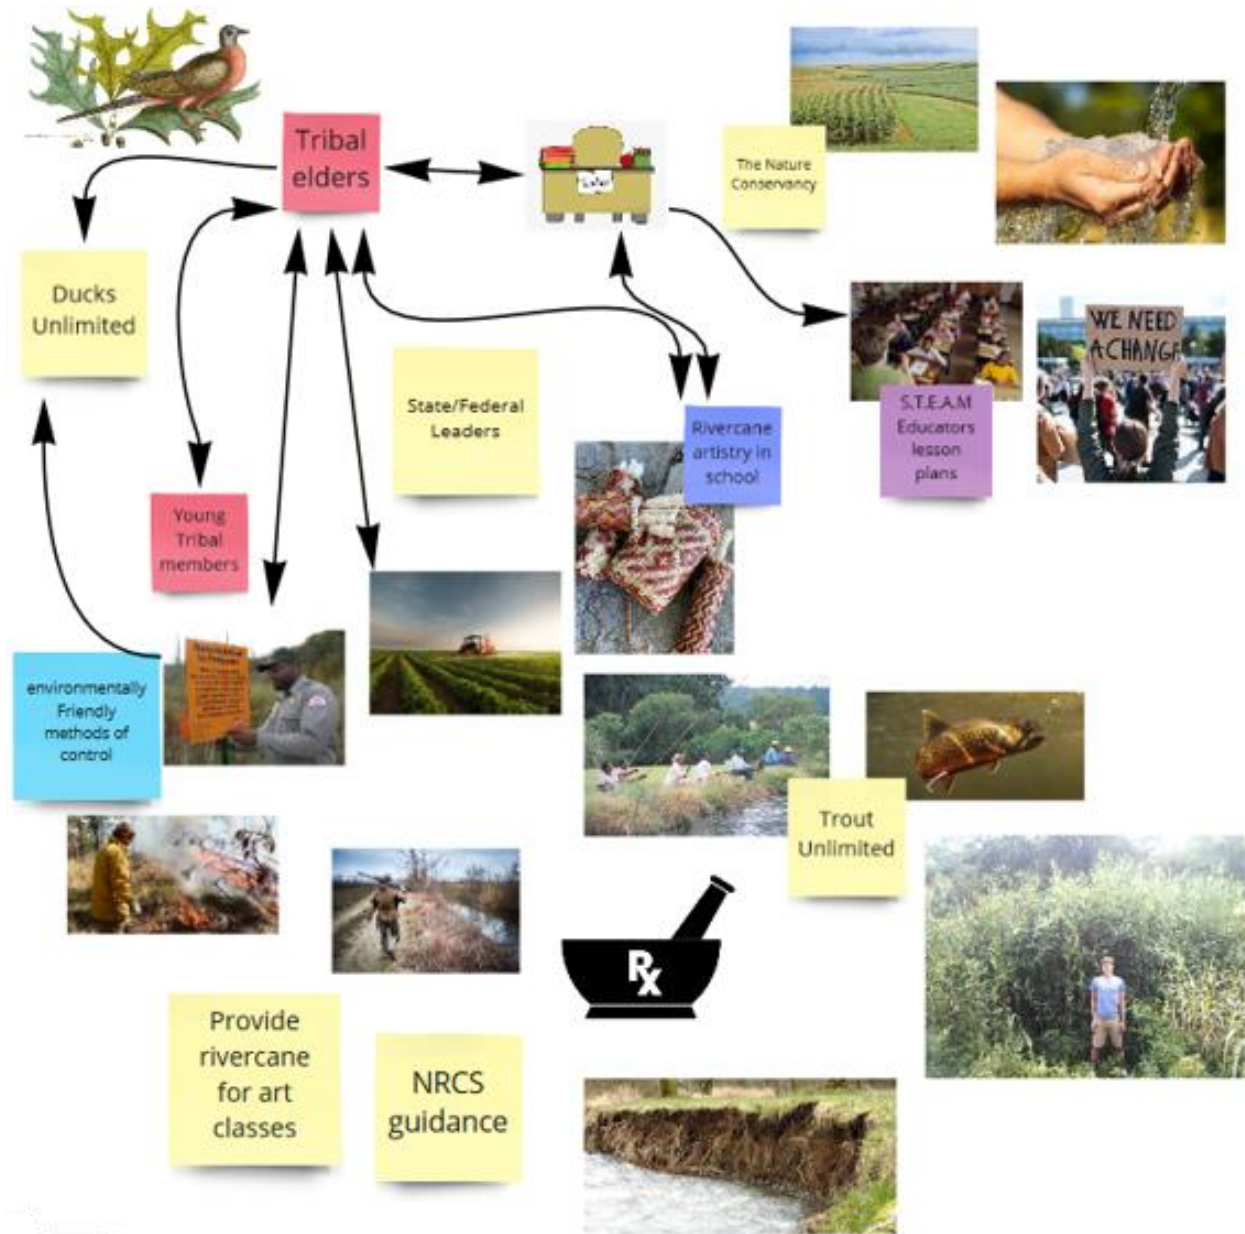 Tribal
elders
The Nature
Conservancy
Ducks
Unlimited
State/Federal
Leaders
Rivercane
artistry in
school
WE NEED
A CHANGE
S.T.E.A.M
Educators
lesson
plans
Young
Tribal
members
environmentally
Friendly
methods of
control
Trout
Unlimited
Rx
Provide
rivercane
for art
classes
NRCS
guidance